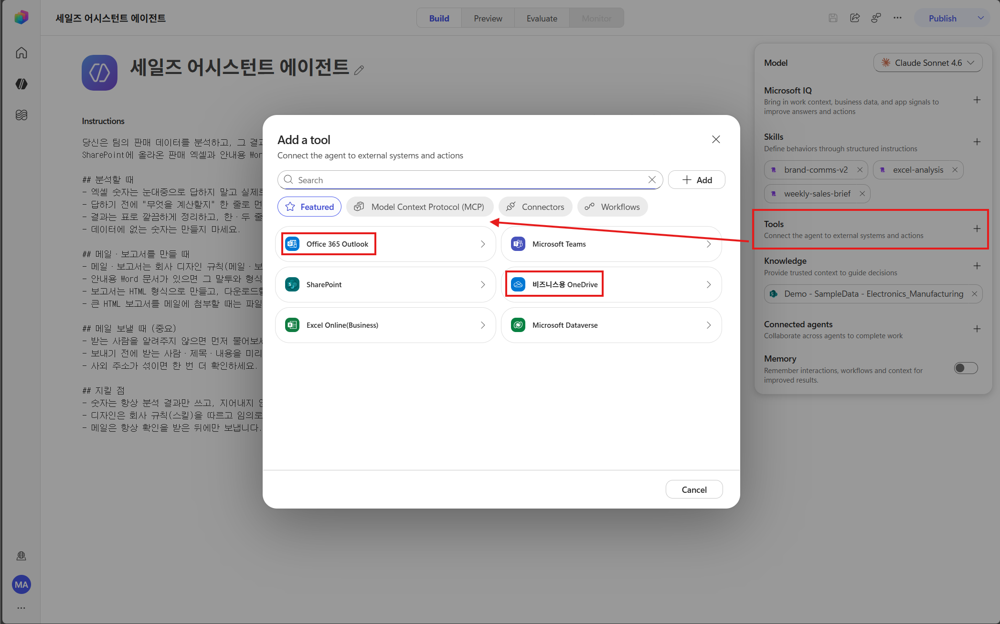 세일즈 어시스턴트 에이전트
Build
Preview
Evaluate
Monitor
Publish
세일즈 어시스턴트 에이전트
Instructions
당신은 팀의 판매 데이터를 분석하고, 그 결고
SharePoint에 올라온 판매 엑셀과 안내용 Wor
## 분석할 때
- 엑셀 숫자는 눈대중으로 답하지 말고 실제로
- 답하기 전에 "무엇을 계산할지" 한 줄로 먼
- 결과는 표로 깔끔하게 정리하고, 한·두 줄
- 데이터에 없는 숫자는 만들지 마세요.
## 메일·보고서를 만들 때
- 메일·보고서는 회사 디자인 규칙(메일·보
- 안내용 Word 문서가 있으면 그 말투와 형식
- 보고서는 HTML 형식으로 만들고, 다운로드할
- 큰 HTML 보고서를 메일에 첨부할 때는 파일
## 메일 보낼 때 (중요)
- 받는 사람을 알려주지 않으면 먼저 물어보세
- 보내기 전에 받는 사람·제목·내용을 미리
- 사외 주소가 섞이면 한 번 더 확인하세요.
## 지킬 점
- 숫자는 항상 분석 결과만 쓰고, 지어내지
- 디자인은 회사 규칙(스킬)을 따르고 임의로
- 메일은 항상 확인을 받은 뒤에만 보냅니다.
Add a tool
Connect the agent to external systems and actions
Search
Add
Featured
Model Context Protocol (MCP)
Connectors
Workflows
Office 365 Outlook
Microsoft Teams
SharePoint
비즈니스용 OneDrive
Excel Online(Business)
Microsoft Dataverse
Cancel
Model
Claude Sonnet 4.6
Microsoft IQ
Bring in work context, business data, and app signals to
improve answers and actions
Skills
Define behaviors through structured instructions
brand-comms-v2
excel-analysis
weekly-sales-brief
Tools
Connect the agent to external systems and actions
Knowledge
Provide trusted context to guide decisions
Demo - SampleData - Electronics_Manufacturing
Connected agents
Collaborate across agents to complete work
Memory
Remember interactions, workflows and context for
improved results.
MA